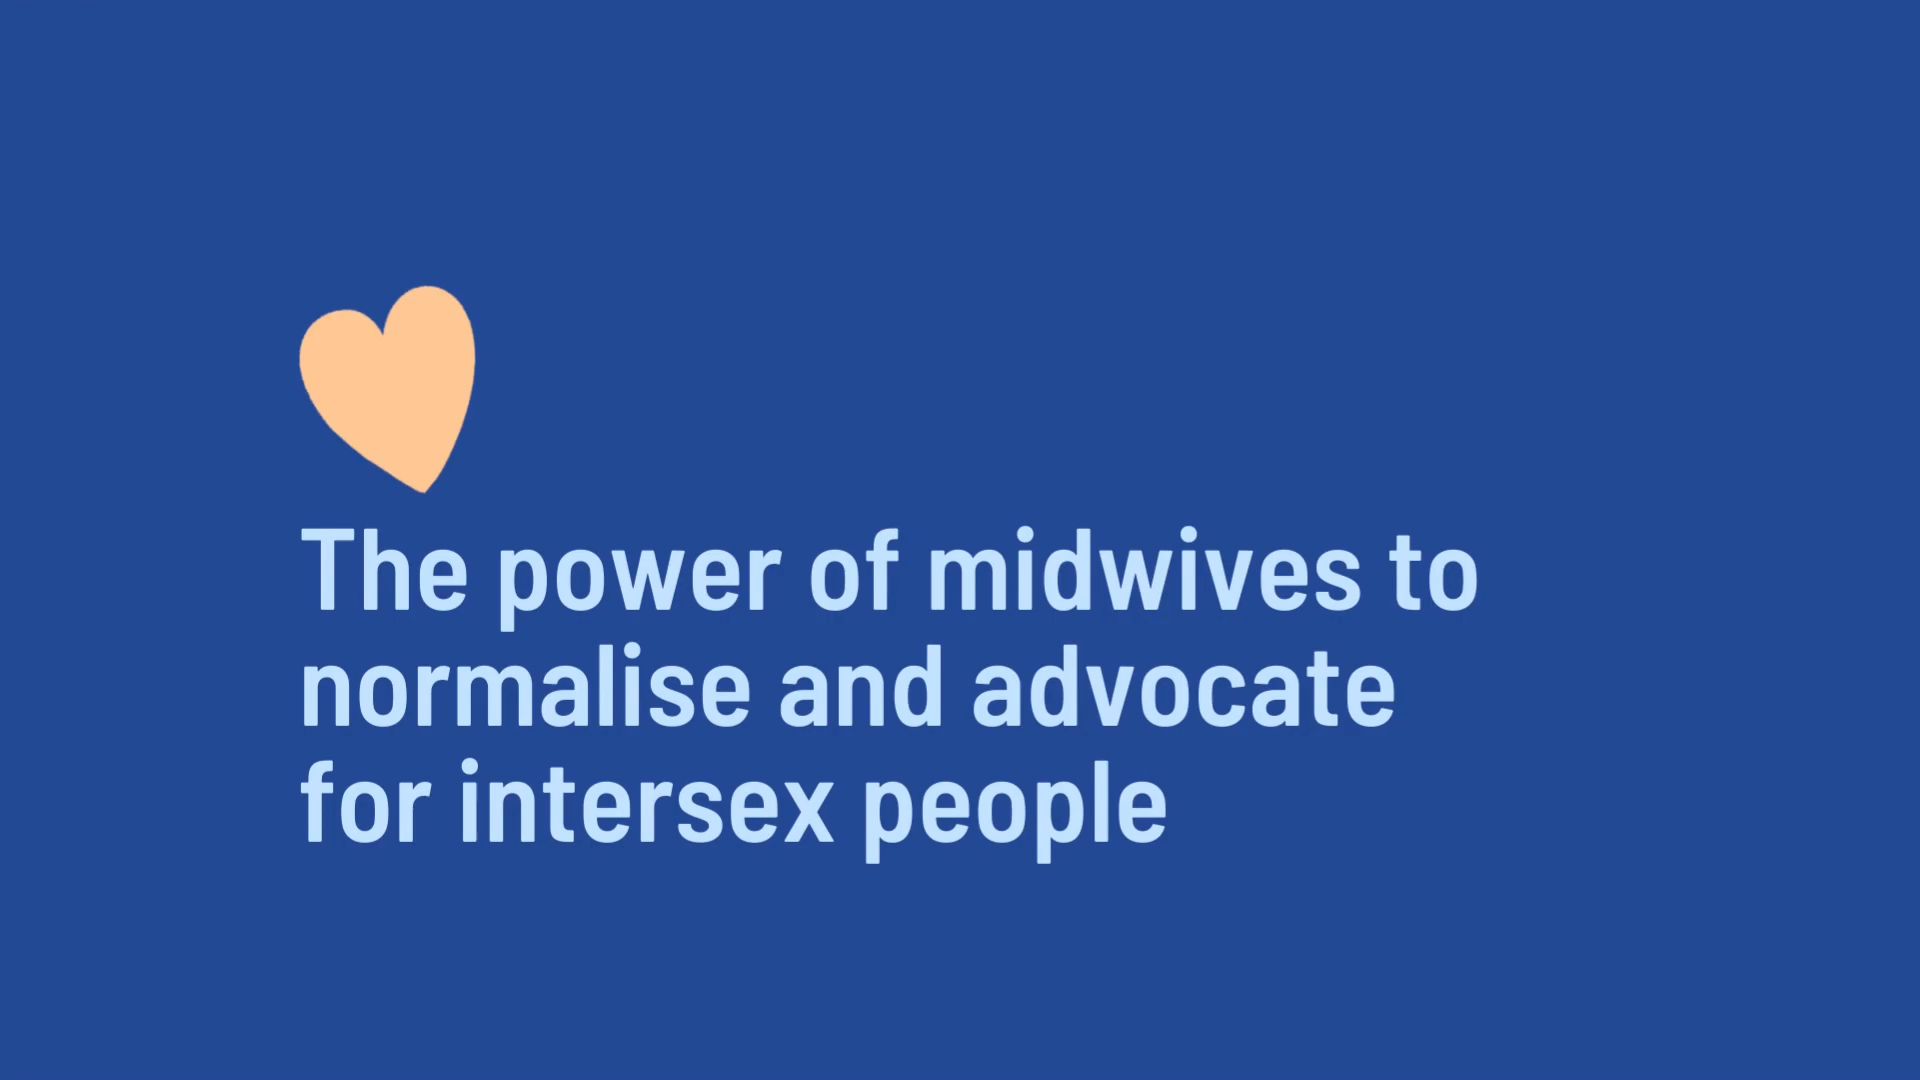 The power of midwives to
normalise and advocate
for intersex people